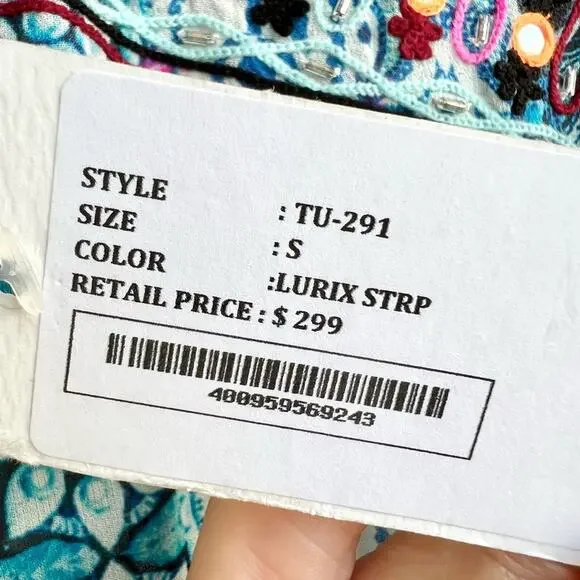 STYLE : TU-291
SIZE : S
COLOR :LURIX STRP
RETAIL PRICE : $ 299
400959569243